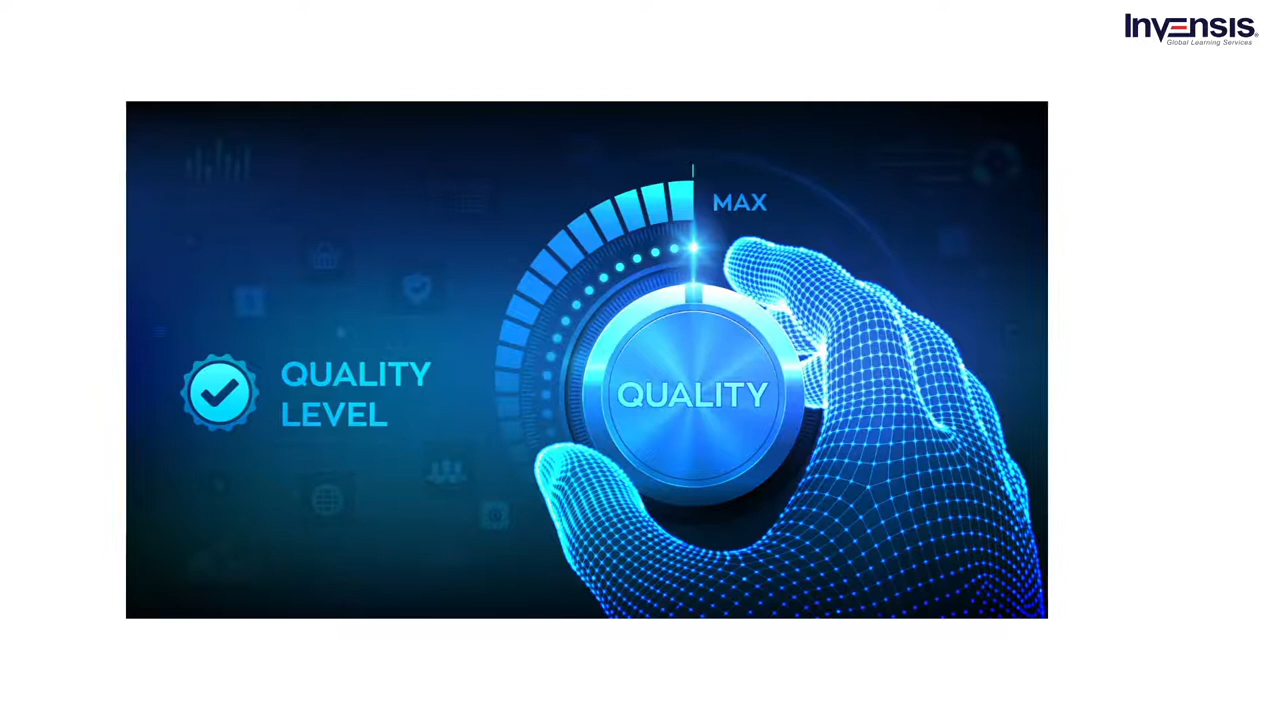 Invensis®
Global Learning Services
MAX
QUALITY
LEVEL
QUALITY